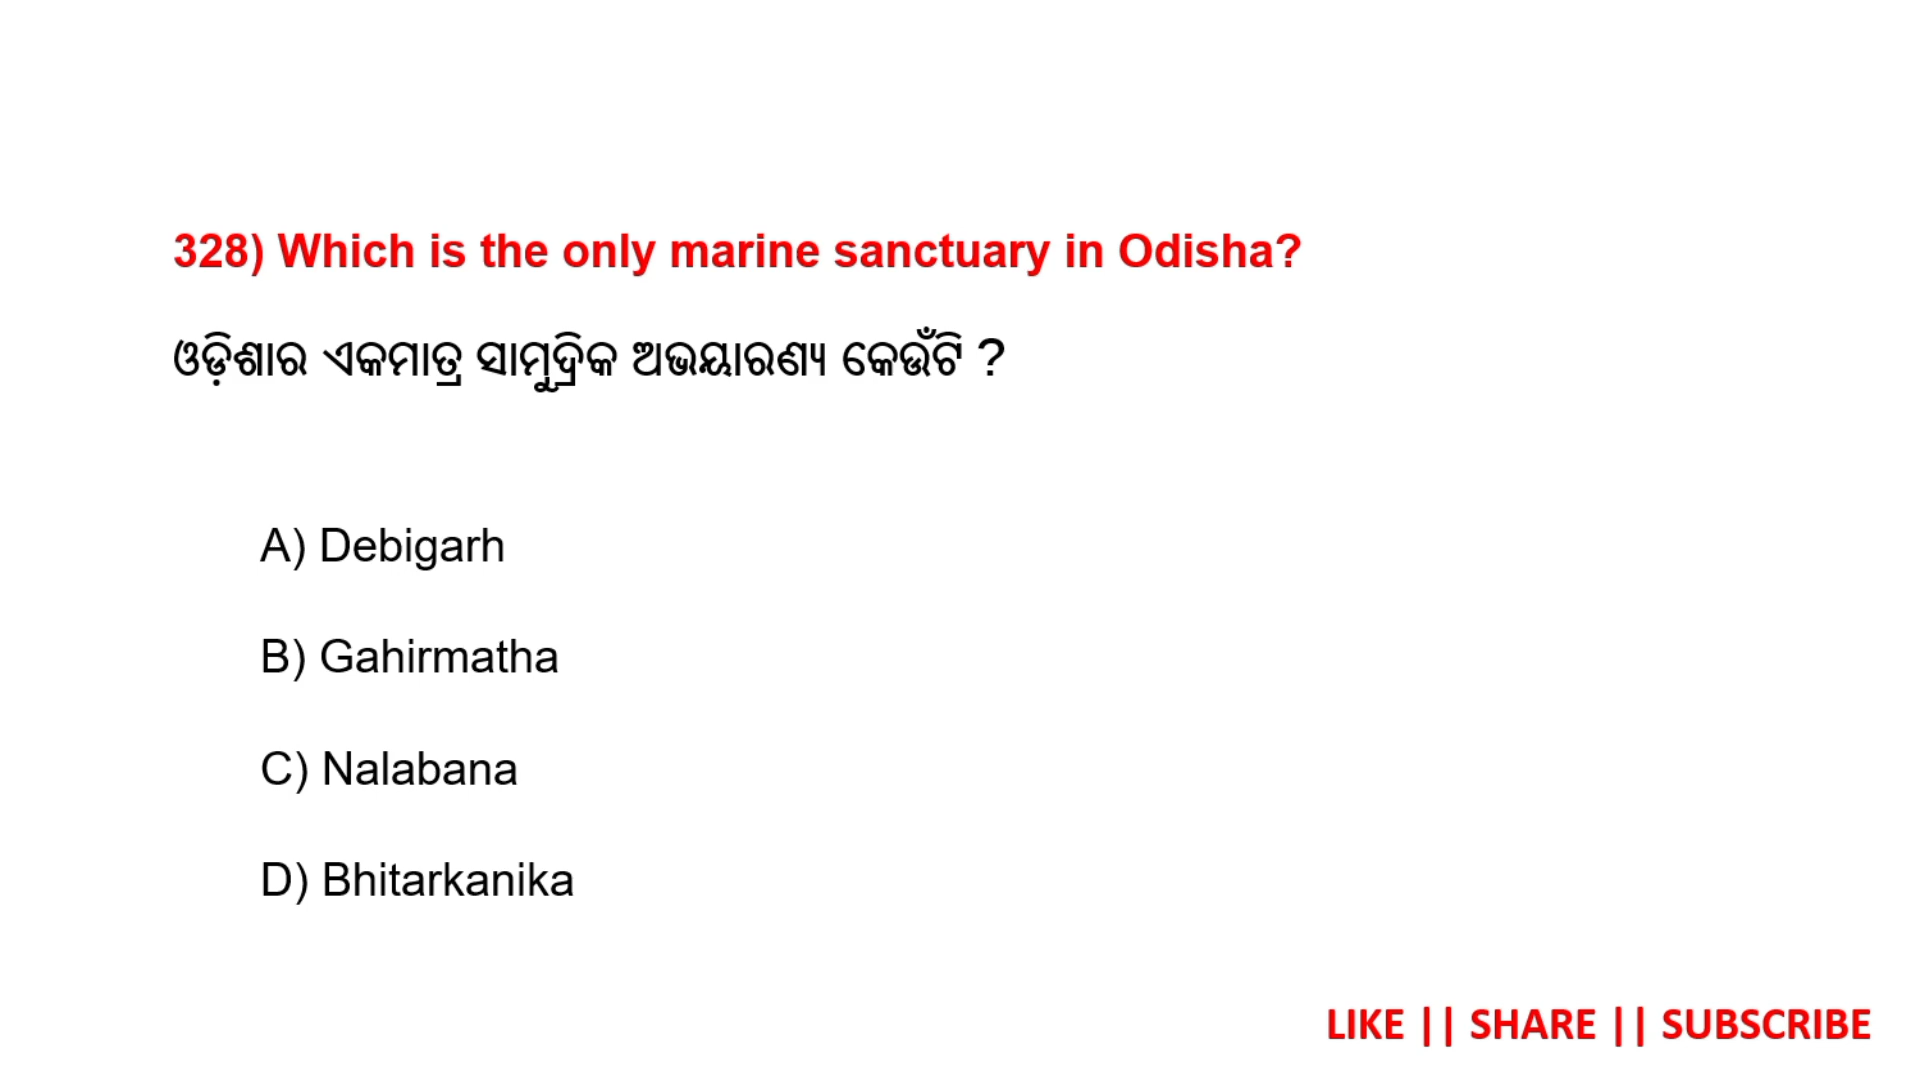 328) Which is the only marine sanctuary in Odisha?
ଓଡ଼ିଶାର ଏକମାତ୍ର ସାମୁଦ୍ରିକ ଅଭୟାରଣ୍ୟ କେଉଁଟି ?
A) Debigarh
B) Gahirmatha
C) Nalabana
D) Bhitarkanika
LIKE || SHARE || SUBSCRIBE